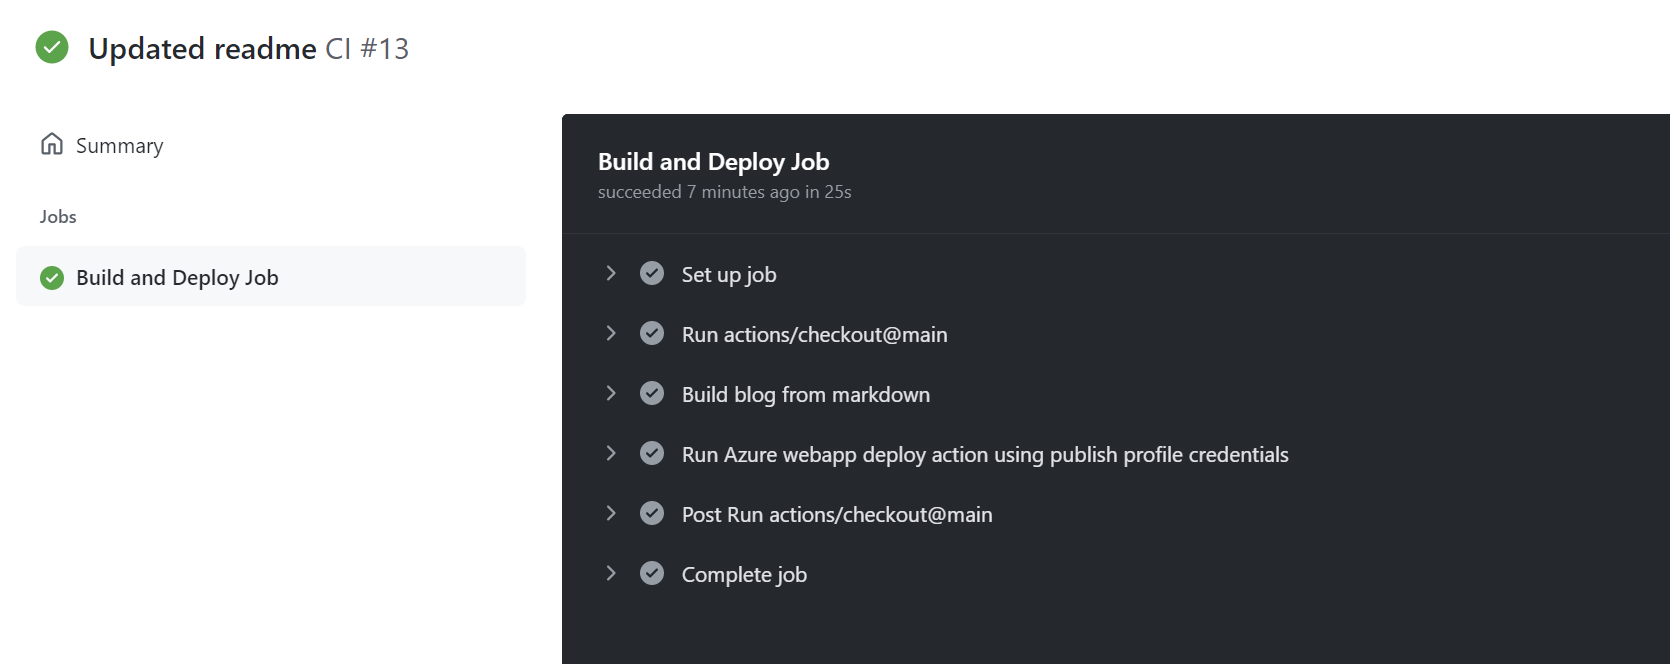 Updated readme CI #13
Summary
Jobs
Build and Deploy Job
Build and Deploy Job
succeeded 7 minutes ago in 25s
Set up job
Run actions/checkout@main
Build blog from markdown
Run Azure webapp deploy action using publish profile credentials
Post Run actions/checkout@main
Complete job